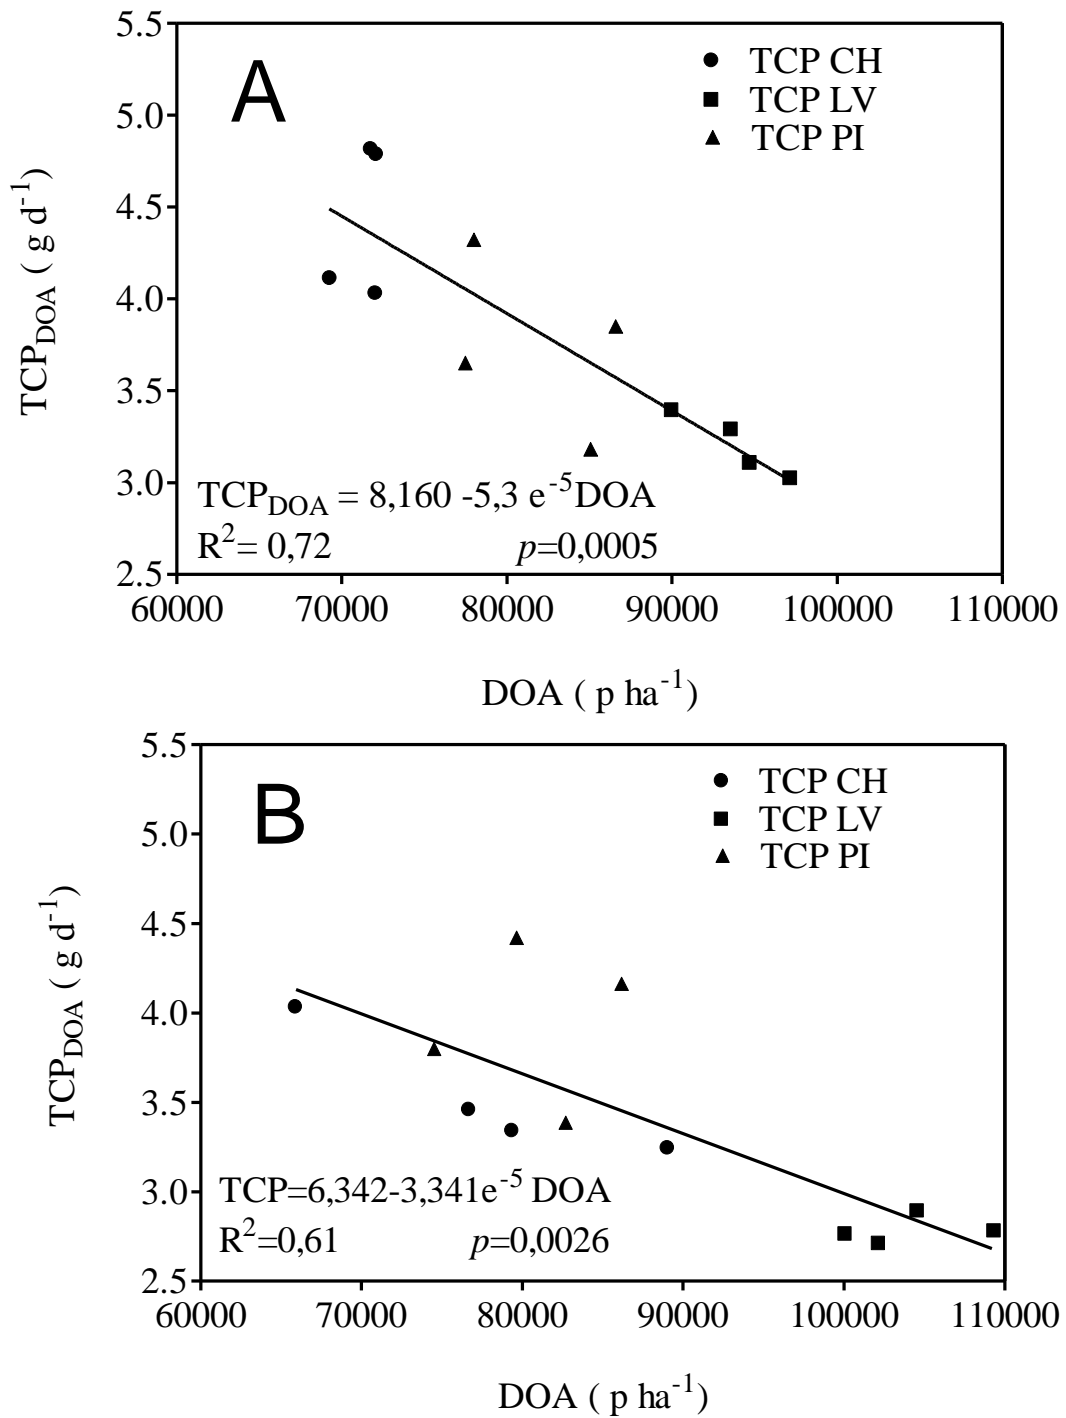 5.5
A
TCP CH
5.0
TCP LV
TCP PI
4.5
4.0
3.5
3.0
2.5
TCP_DOA ( g d^-1)
TCP_DOA = 8,160 -5,3 e^-5DOA
R^2= 0,72 p=0,0005
60000 70000 80000 90000 100000 110000
DOA ( p ha^-1)
5.5
B
TCP CH
5.0
TCP LV
TCP PI
4.5
4.0
3.5
3.0
2.5
TCP_DOA ( g d^-1)
TCP=6,342-3,341e^-5 DOA
R^2=0,61 p=0,0026
60000 70000 80000 90000 100000 110000
DOA ( p ha^-1)